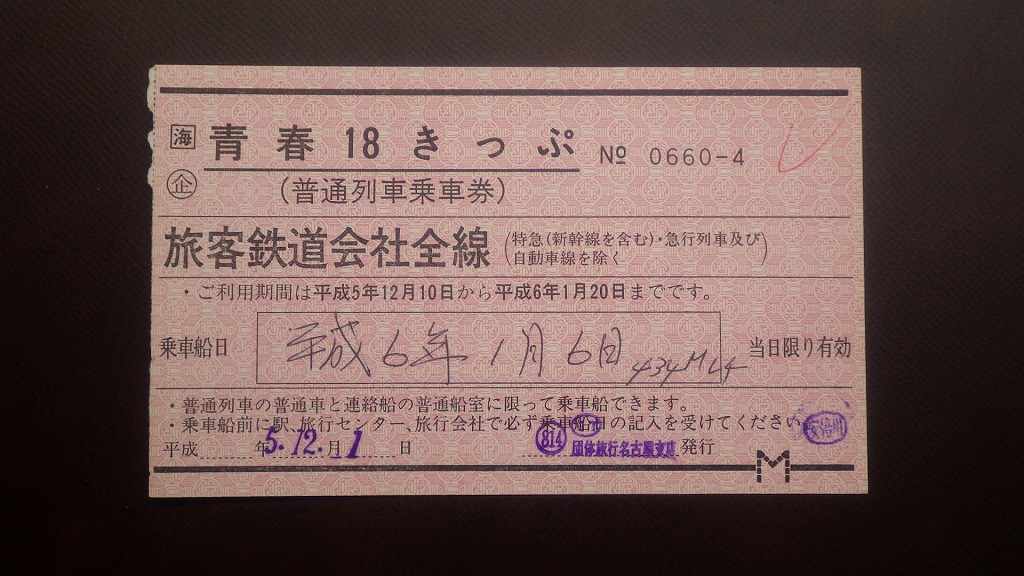 海 青春18きっぷ № 0660-4
企 (普通列車乗車券)
旅客鉄道会社全線 (特急(新幹線を含む)・急行列車及び
自動車線を除く)
・ご利用期間は平成5年12月10日から平成6年1月20日までです。
乗車船日 平成6年1月6日 434M 当日限り有効
・普通列車の普通車と連絡船の普通船室に限って乗車船できます。
・乗車船前に駅、旅行センター、旅行会社で必ず乗車船日の記入を受けてください。
平成 5年12月1日 814 団体旅行名古屋支店 発行
M